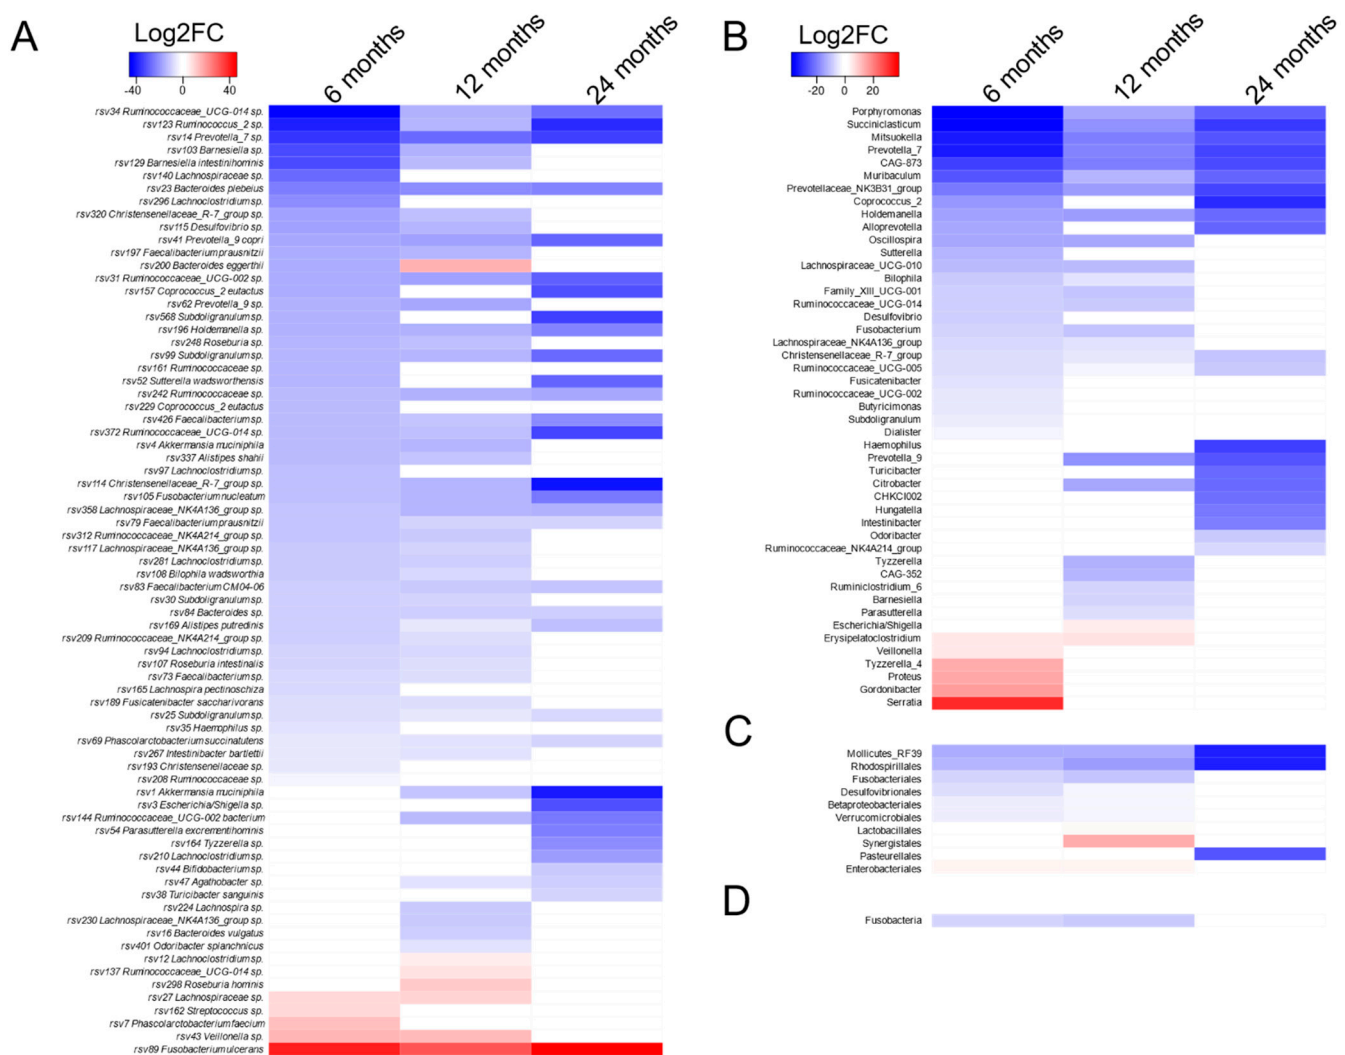 A
Log2FC
-40 0 40
6 months
12 months
24 months
rsv34 Ruminococcaceae_UCG-014 sp.
rsv123 Ruminococcus_2 sp.
rsv14 Prevotella_7 sp.
rsv103 Barnesiella sp.
rsv129 Barnesiella intestinihominis
rsv140 Lachnospiraceae sp.
rsv23 Bacteroides plebeius
rsv296 Lachnoclostridium sp.
rsv320 Christensenellaceae_R-7_group sp.
rsv115 Desulfovibrio sp.
rsv41 Prevotella_9 copri
rsv197 Faecalibacterium prausnitzii
rsv200 Bacteroides eggerthii
rsv31 Ruminococcaceae_UCG-002 sp.
rsv157 Coprococcus_2 eutactus
rsv62 Prevotella_9 sp.
rsv568 Subdoligranulum sp.
rsv196 Holdemanella sp.
rsv248 Roseburia sp.
rsv99 Subdoligranulum sp.
rsv161 Ruminococcaceae sp.
rsv52 Sutterella wadsworthensis
rsv242 Ruminococcaceae sp.
rsv229 Coprococcus_2 eutactus
rsv426 Faecalibacterium sp.
rsv372 Ruminococcaceae_UCG-014 sp.
rsv4 Akkermansia muciniphila
rsv337 Alistipes shahii
rsv97 Lachnoclostridium sp.
rsv114 Christensenellaceae_R-7_group sp.
rsv105 Fusobacterium nucleatum
rsv358 Lachnospiraceae_NK4A136_group sp.
rsv79 Faecalibacterium prausnitzii
rsv312 Ruminococcaceae_NK4A214_group sp.
rsv117 Lachnospiraceae_NK4A136_group sp.
rsv281 Lachnoclostridium sp.
rsv108 Bilophila wadsworthia
rsv83 Faecalibacterium CM04-06
rsv30 Subdoligranulum sp.
rsv84 Bacteroides sp.
rsv169 Alistipes putredinis
rsv209 Ruminococcaceae_NK4A214_group sp.
rsv94 Lachnoclostridium sp.
rsv107 Roseburia intestinalis
rsv73 Faecalibacterium sp.
rsv165 Lachnospira pectinoschiza
rsv189 Fusicatenibacter saccharivorans
rsv25 Subdoligranulum sp.
rsv35 Haemophilus sp.
rsv69 Phascolarctobacterium succinatutens
rsv267 Intestinibacter bartlettii
rsv193 Christensenellaceae sp.
rsv208 Ruminococcaceae sp.
rsv1 Akkermansia muciniphila
rsv3 Escherichia/Shigella sp.
rsv144 Ruminococcaceae_UCG-002 bacterium
rsv54 Parasutterella excrementihominis
rsv164 Tyzzerella sp.
rsv210 Lachnoclostridium sp.
rsv44 Bifidobacterium sp.
rsv47 Agathobacter sp.
rsv38 Turicibacter sanguinis
rsv224 Lachnospira sp.
rsv230 Lachnospiraceae_NK4A136_group sp.
rsv16 Bacteroides vulgatus
rsv401 Odoribacter splanchnicus
rsv12 Lachnoclostridium sp.
rsv137 Ruminococcaceae_UCG-014 sp.
rsv298 Roseburia hominis
rsv27 Lachnospiraceae sp.
rsv162 Streptococcus sp.
rsv7 Phascolarctobacterium faecium
rsv43 Veillonella sp.
rsv89 Fusobacterium ulcerans
B
Log2FC
-20 0 20
6 months
12 months
24 months
Porphyromonas
Succiniclasticum
Mitsuokella
Prevotella_7
CAG-873
Muribaculum
Prevotellaceae_NK3B31_group
Coprococcus_2
Holdemanella
Alloprevotella
Oscillospira
Sutterella
Lachnospiraceae_UCG-010
Bilophila
Family_XIII_UCG-001
Ruminococcaceae_UCG-014
Desulfovibrio
Fusobacterium
Lachnospiraceae_NK4A136_group
Christensenellaceae_R-7_group
Ruminococcaceae_UCG-005
Fusicatenibacter
Ruminococcaceae_UCG-002
Butyricimonas
Subdoligranulum
Dialister
Haemophilus
Prevotella_9
Turicibacter
Citrobacter
CHKCI002
Hungatella
Intestinibacter
Odoribacter
Ruminococcaceae_NK4A214_group
Tyzzerella
CAG-352
Ruminiclostridium_6
Barnesiella
Parasutterella
Escherichia/Shigella
Erysipelatoclostridium
Veillonella
Tyzzerella_4
Proteus
Gordonibacter
Serratia
C
Mollicutes_RF39
Rhodospirillales
Fusobacteriales
Desulfovibrionales
Betaproteobacteriales
Verrucomicrobiales
Lactobacillales
Synergistales
Pasteurellales
Enterobacteriales
D
Fusobacteria